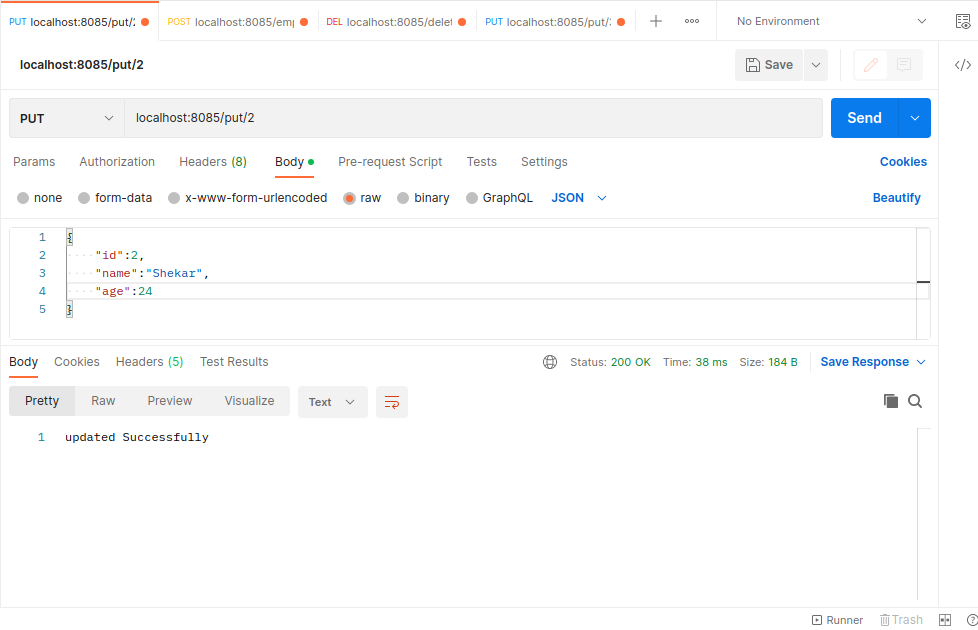 PUT localhost:8085/put/2 POST localhost:8085/emp DEL localhost:8085/delet PUT localhost:8085/put/ No Environment
localhost:8085/put/2 Save
PUT localhost:8085/put/2 Send
Params Authorization Headers (8) Body Pre-request Script Tests Settings Cookies
none form-data x-www-form-urlencoded raw binary GraphQL JSON Beautify
1 {
2 "id":2,
3 "name":"Shekar",
4 "age":24
5 }
Body Cookies Headers (5) Test Results Status: 200 OK Time: 38 ms Size: 184 B Save Response
Pretty Raw Preview Visualize Text
1 updated Successfully
Runner Trash